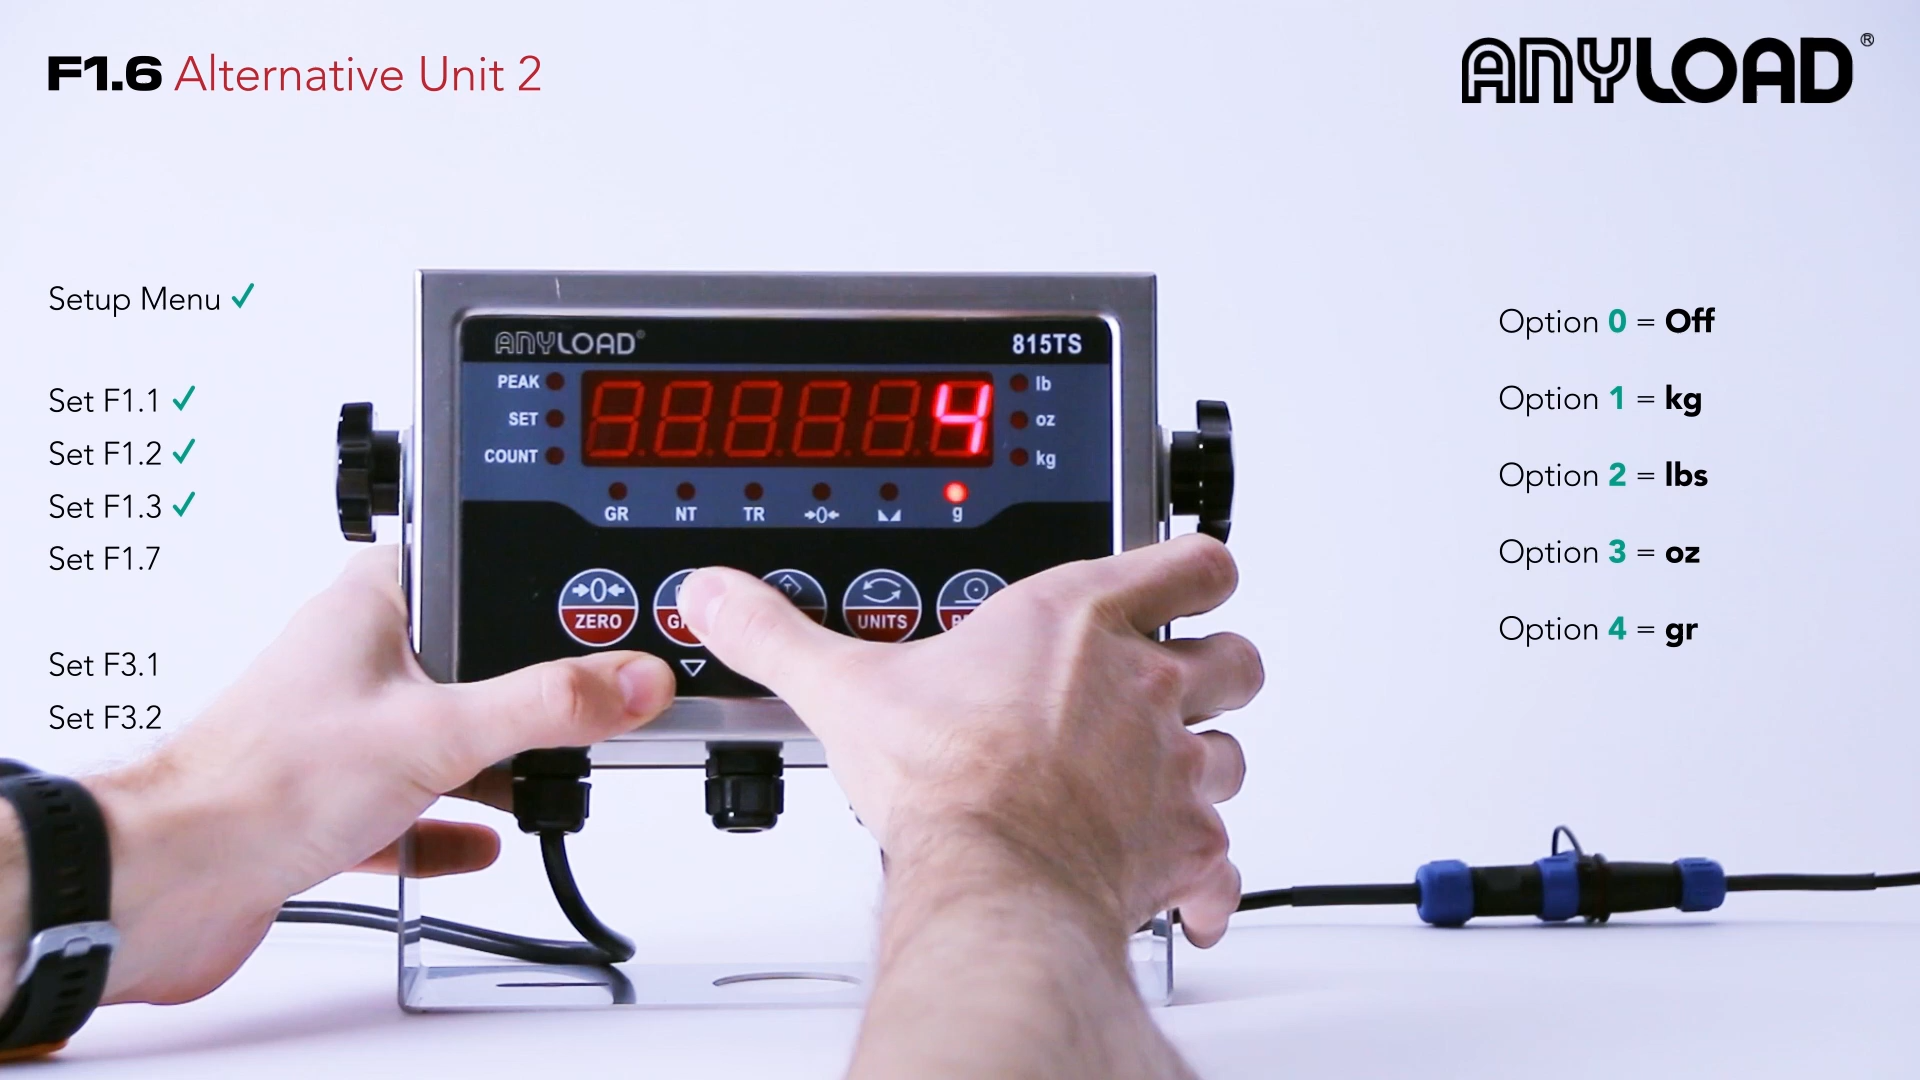 F1.6 Alternative Unit 2
ANYLOAD®
Setup Menu ✓
Set F1.1 ✓
Set F1.2 ✓
Set F1.3 ✓
Set F1.7
Set F3.1
Set F3.2
ANYLOAD®
815TS
PEAK
SET
COUNT
4
lb
oz
kg
GR
NT
TR
→0←
g
→0←
ZERO
UNITS
Option 0 = Off
Option 1 = kg
Option 2 = lbs
Option 3 = oz
Option 4 = gr